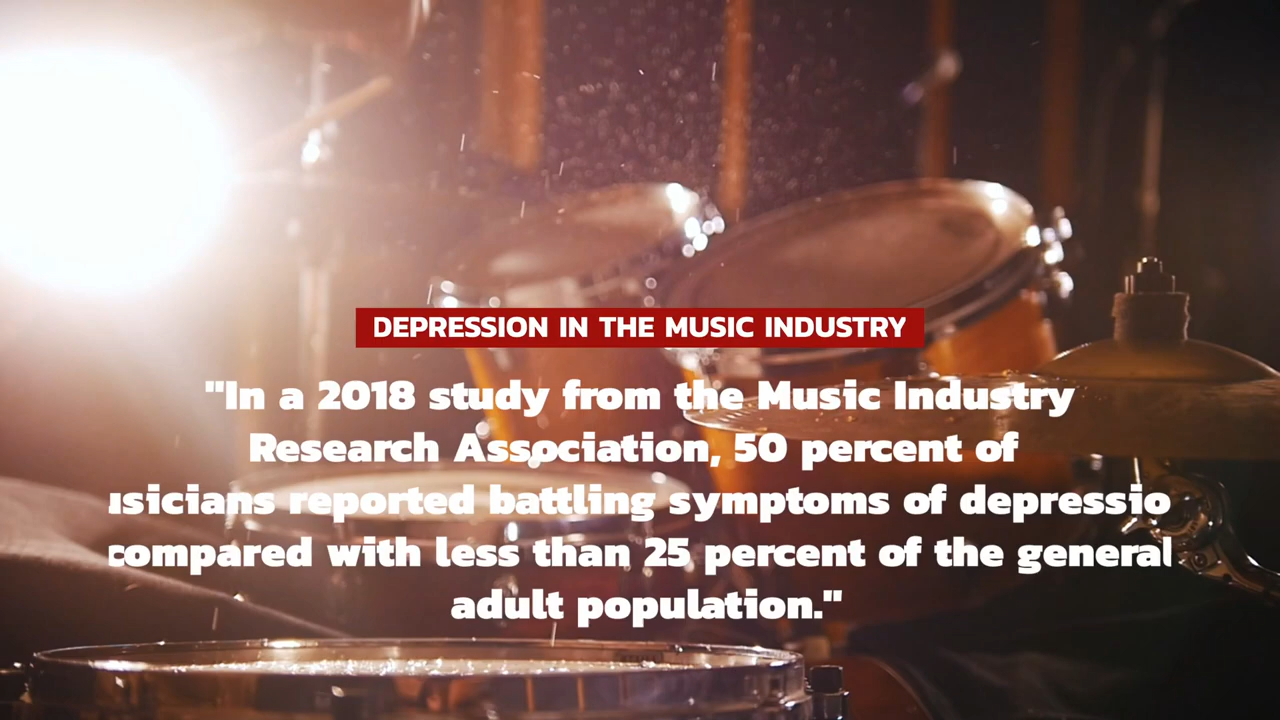 DEPRESSION IN THE MUSIC INDUSTRY
"In a 2018 study from the Music Industry
Research Association, 50 percent of
usicians reported battling symptoms of depressio
compared with less than 25 percent of the general
adult population."